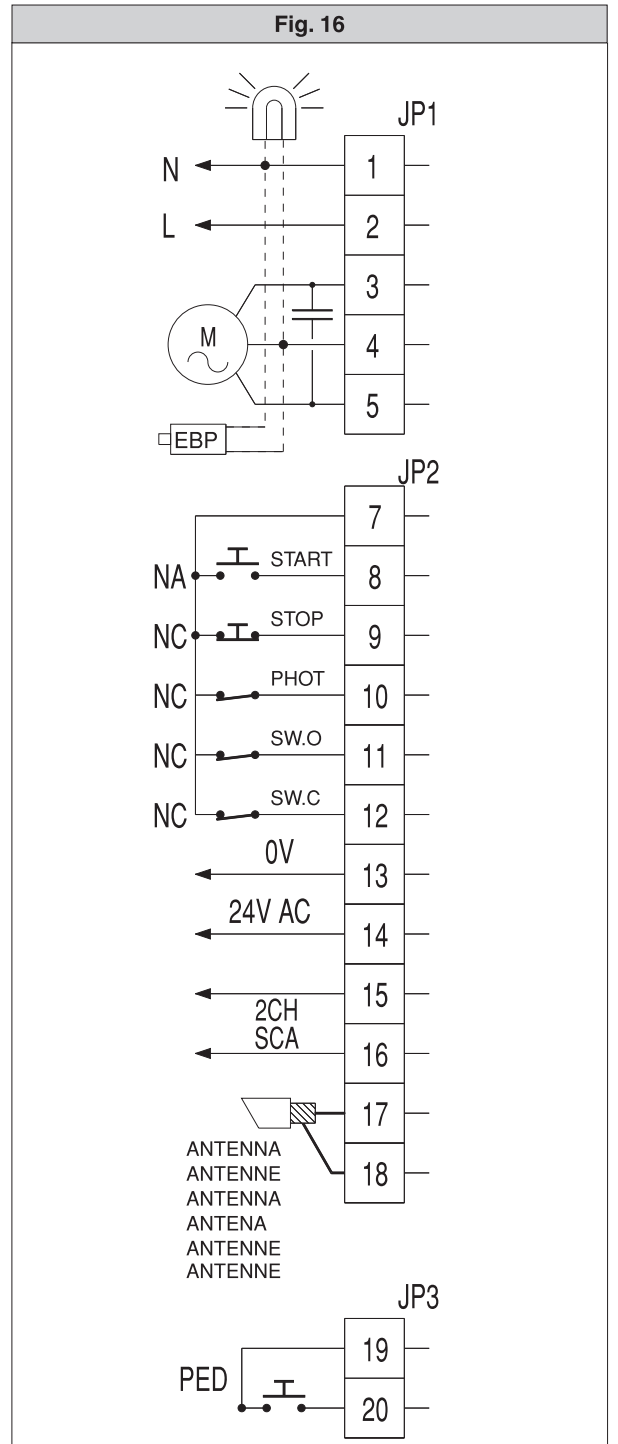 Fig. 16
JP1
N
1
L
2
3
M
4
5
EBP
JP2
7
NA START 8
NC STOP 9
NC PHOT 10
NC SW.O 11
NC SW.C 12
0V
13
24V AC
14
15
2CH
SCA
16
17
18
ANTENNA
ANTENNE
ANTENNA
ANTENA
ANTENNE
ANTENNE
JP3
19
PED
20